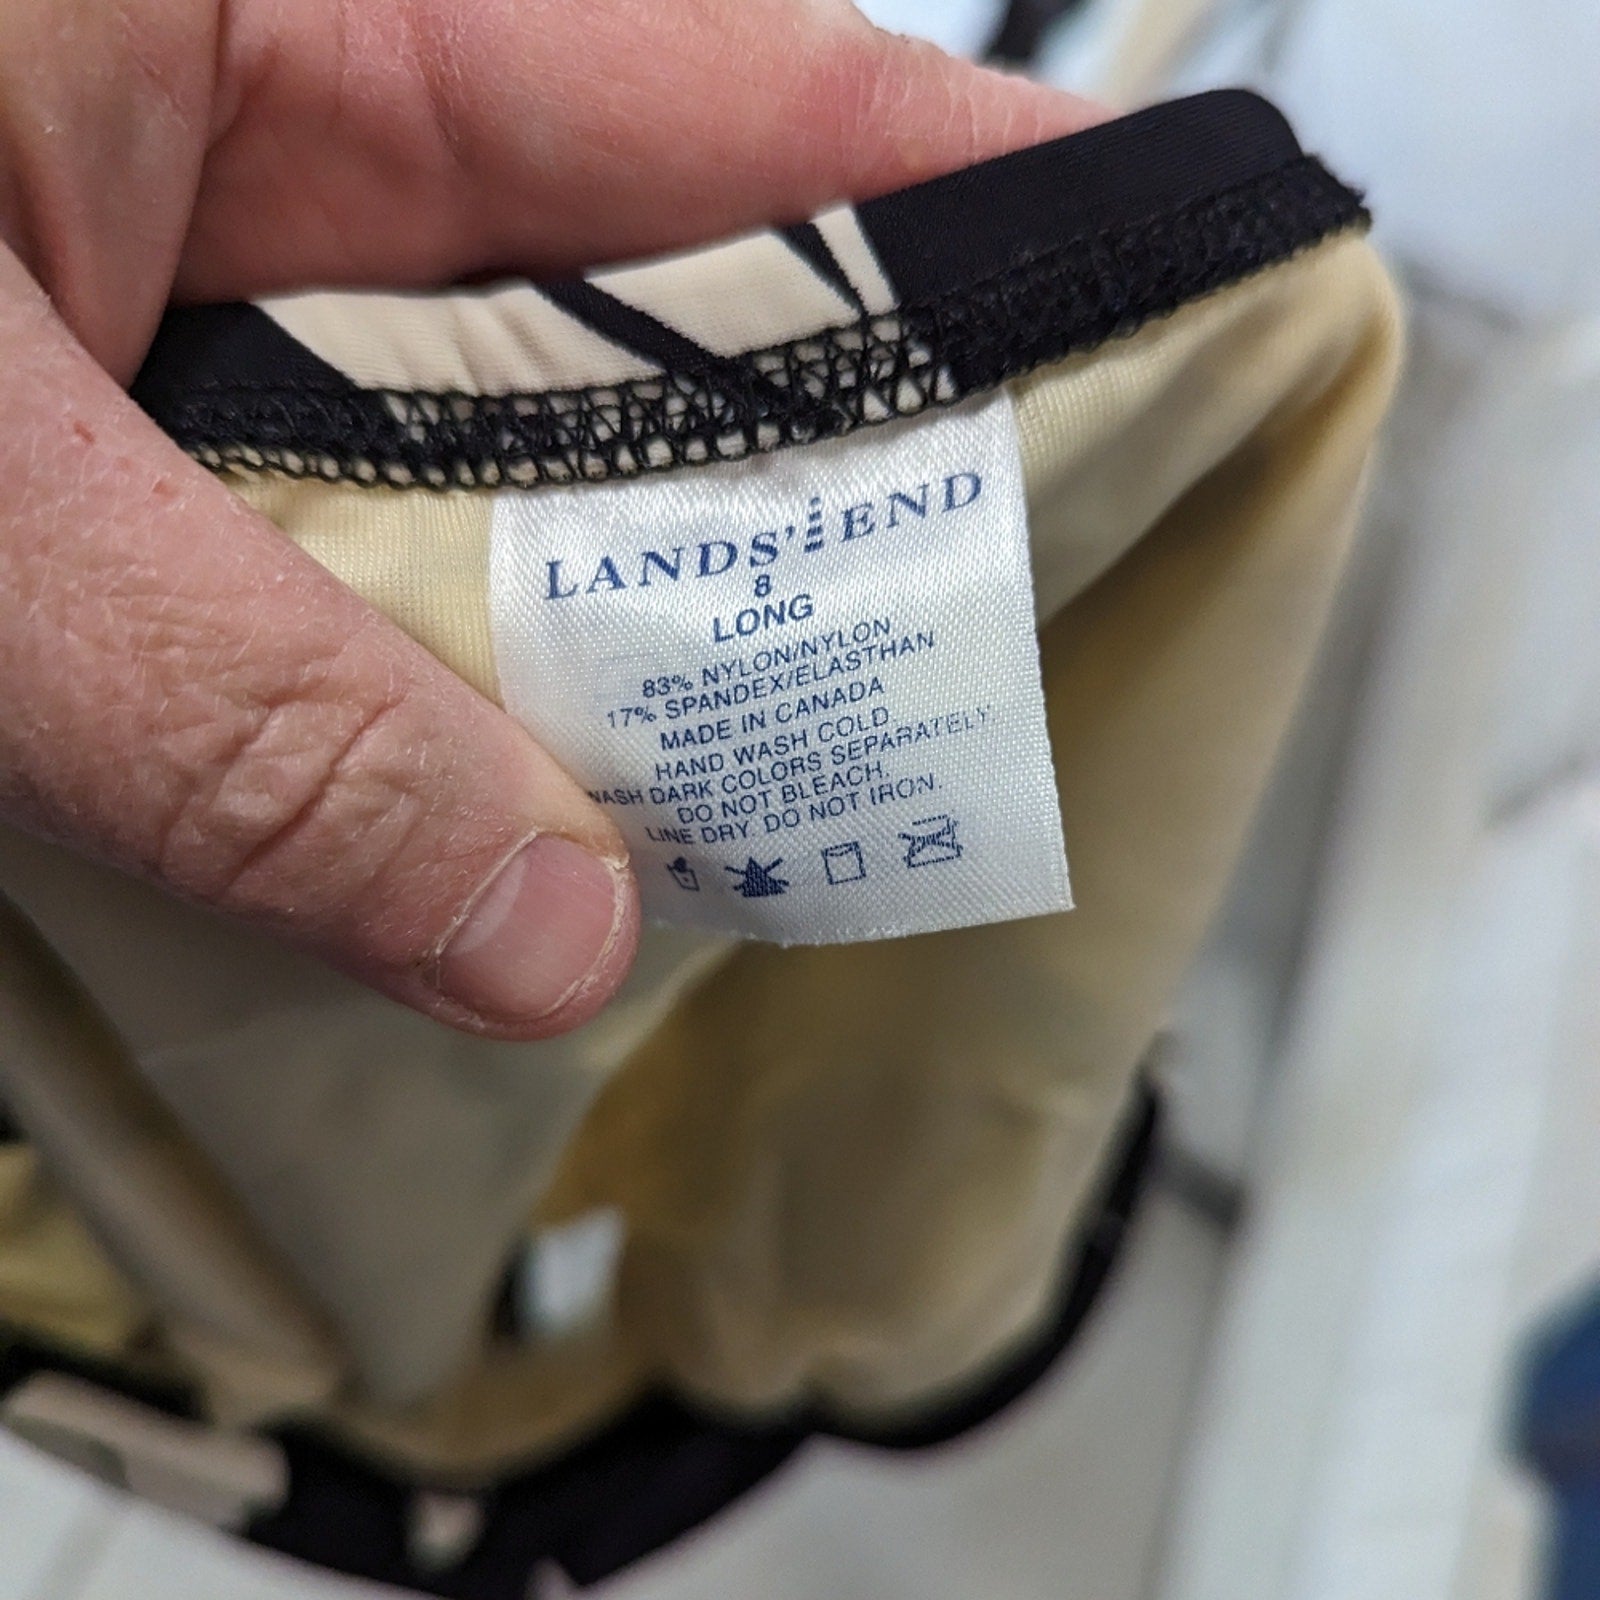 LANDS' END
8
LONG
83% NYLON/NYLON
17% SPANDEX/ELASTHAN
MADE IN CANADA
HAND WASH COLD.
WASH DARK COLORS SEPARATELY.
DO NOT BLEACH.
LINE DRY. DO NOT IRON.